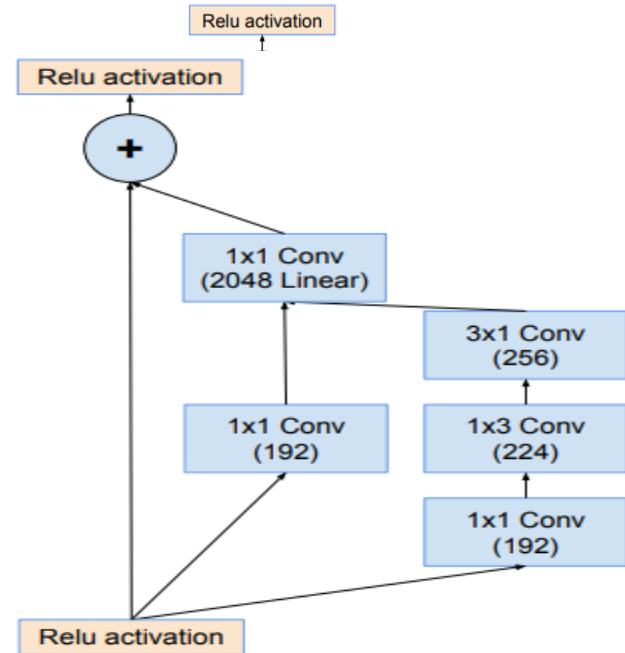 Relu activation
Relu activation
+
1x1 Conv
(2048 Linear)
3x1 Conv
(256)
1x1 Conv
(192)
1x3 Conv
(224)
1x1 Conv
(192)
Relu activation